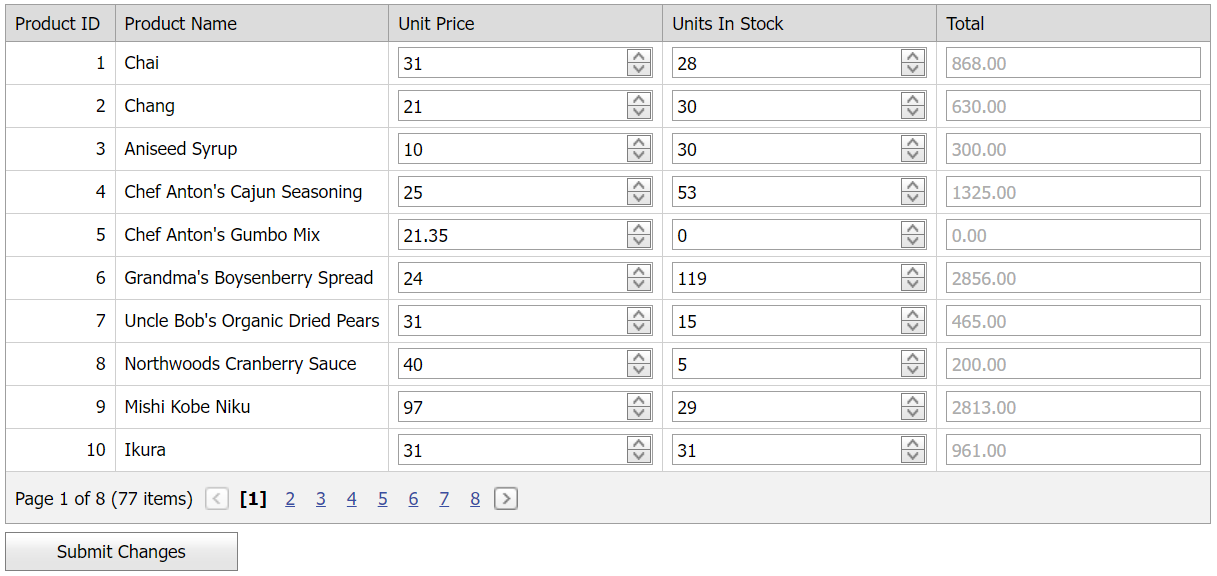 Product ID Product Name Unit Price Units In Stock Total
1 Chai 31 28 868.00
2 Chang 21 30 630.00
3 Aniseed Syrup 10 30 300.00
4 Chef Anton's Cajun Seasoning 25 53 1325.00
5 Chef Anton's Gumbo Mix 21.35 0 0.00
6 Grandma's Boysenberry Spread 24 119 2856.00
7 Uncle Bob's Organic Dried Pears 31 15 465.00
8 Northwoods Cranberry Sauce 40 5 200.00
9 Mishi Kobe Niku 97 29 2813.00
10 Ikura 31 31 961.00
Page 1 of 8 (77 items) [1] 2 3 4 5 6 7 8
Submit Changes